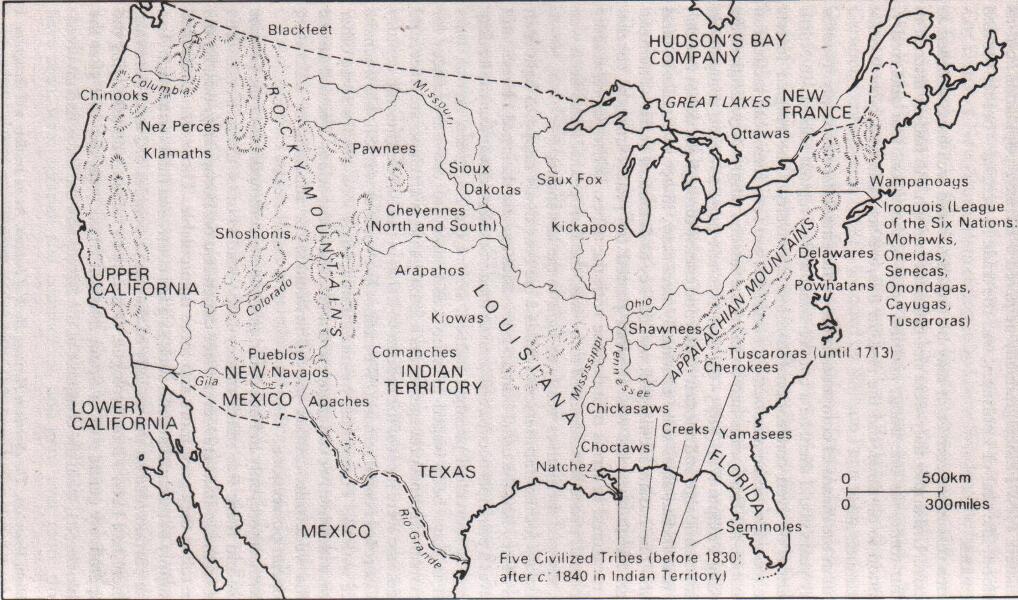 Blackfeet
HUDSON'S BAY
COMPANY
Columbia
Chinooks
Missouri
GREAT LAKES
NEW
FRANCE
Nez Percés
Ottawas
Klamaths
ROCKY MOUNTAINS
Pawnees
Sioux
Dakotas
Saux Fox
Wampanoags
Cheyennes
(North and South)
Kickapoos
Iroquois (League
of the Six Nations:
Mohawks,
Oneidas,
Senecas,
Onondagas,
Cayugas,
Tuscaroras)
Shoshonis
Delawares
APPALACHIAN MOUNTAINS
UPPER
CALIFORNIA
Colorado
Arapahos
Powhatans
LOUISIANA
Ohio
Kiowas
Shawnees
Mississippi
Tennessee
Pueblos
Comanches
Tuscaroras (until 1713)
Cherokees
Gila
NEW
Navajos
INDIAN
TERRITORY
MEXICO
Apaches
LOWER
CALIFORNIA
Chickasaws
Creeks
Yamasees
Choctaws
Natchez
FLORIDA
TEXAS
0 500km
0 300miles
MEXICO
Rio Grande
Seminoles
Five Civilized Tribes (before 1830;
after c. 1840 in Indian Territory)